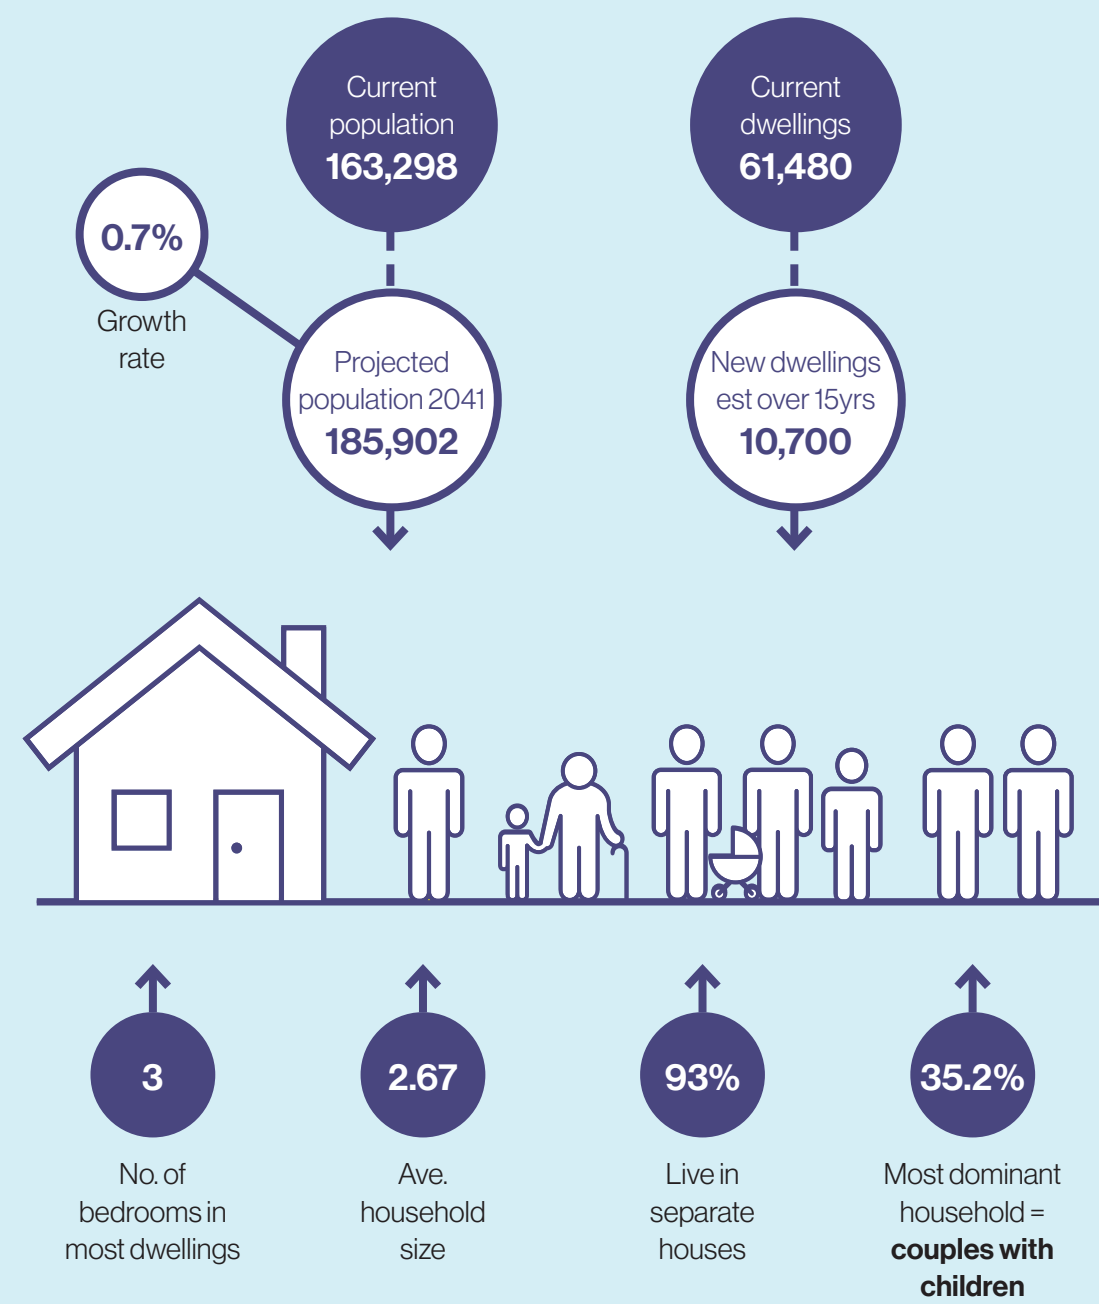 Current
population
163,298
Current
dwellings
61,480
0.7%
Growth
rate
Projected
population 2041
185,902
New dwellings
est over 15yrs
10,700
3
No. of
bedrooms in
most dwellings
2.67
Ave.
household
size
93%
Live in
separate
houses
35.2%
Most dominant
household =
couples with
children